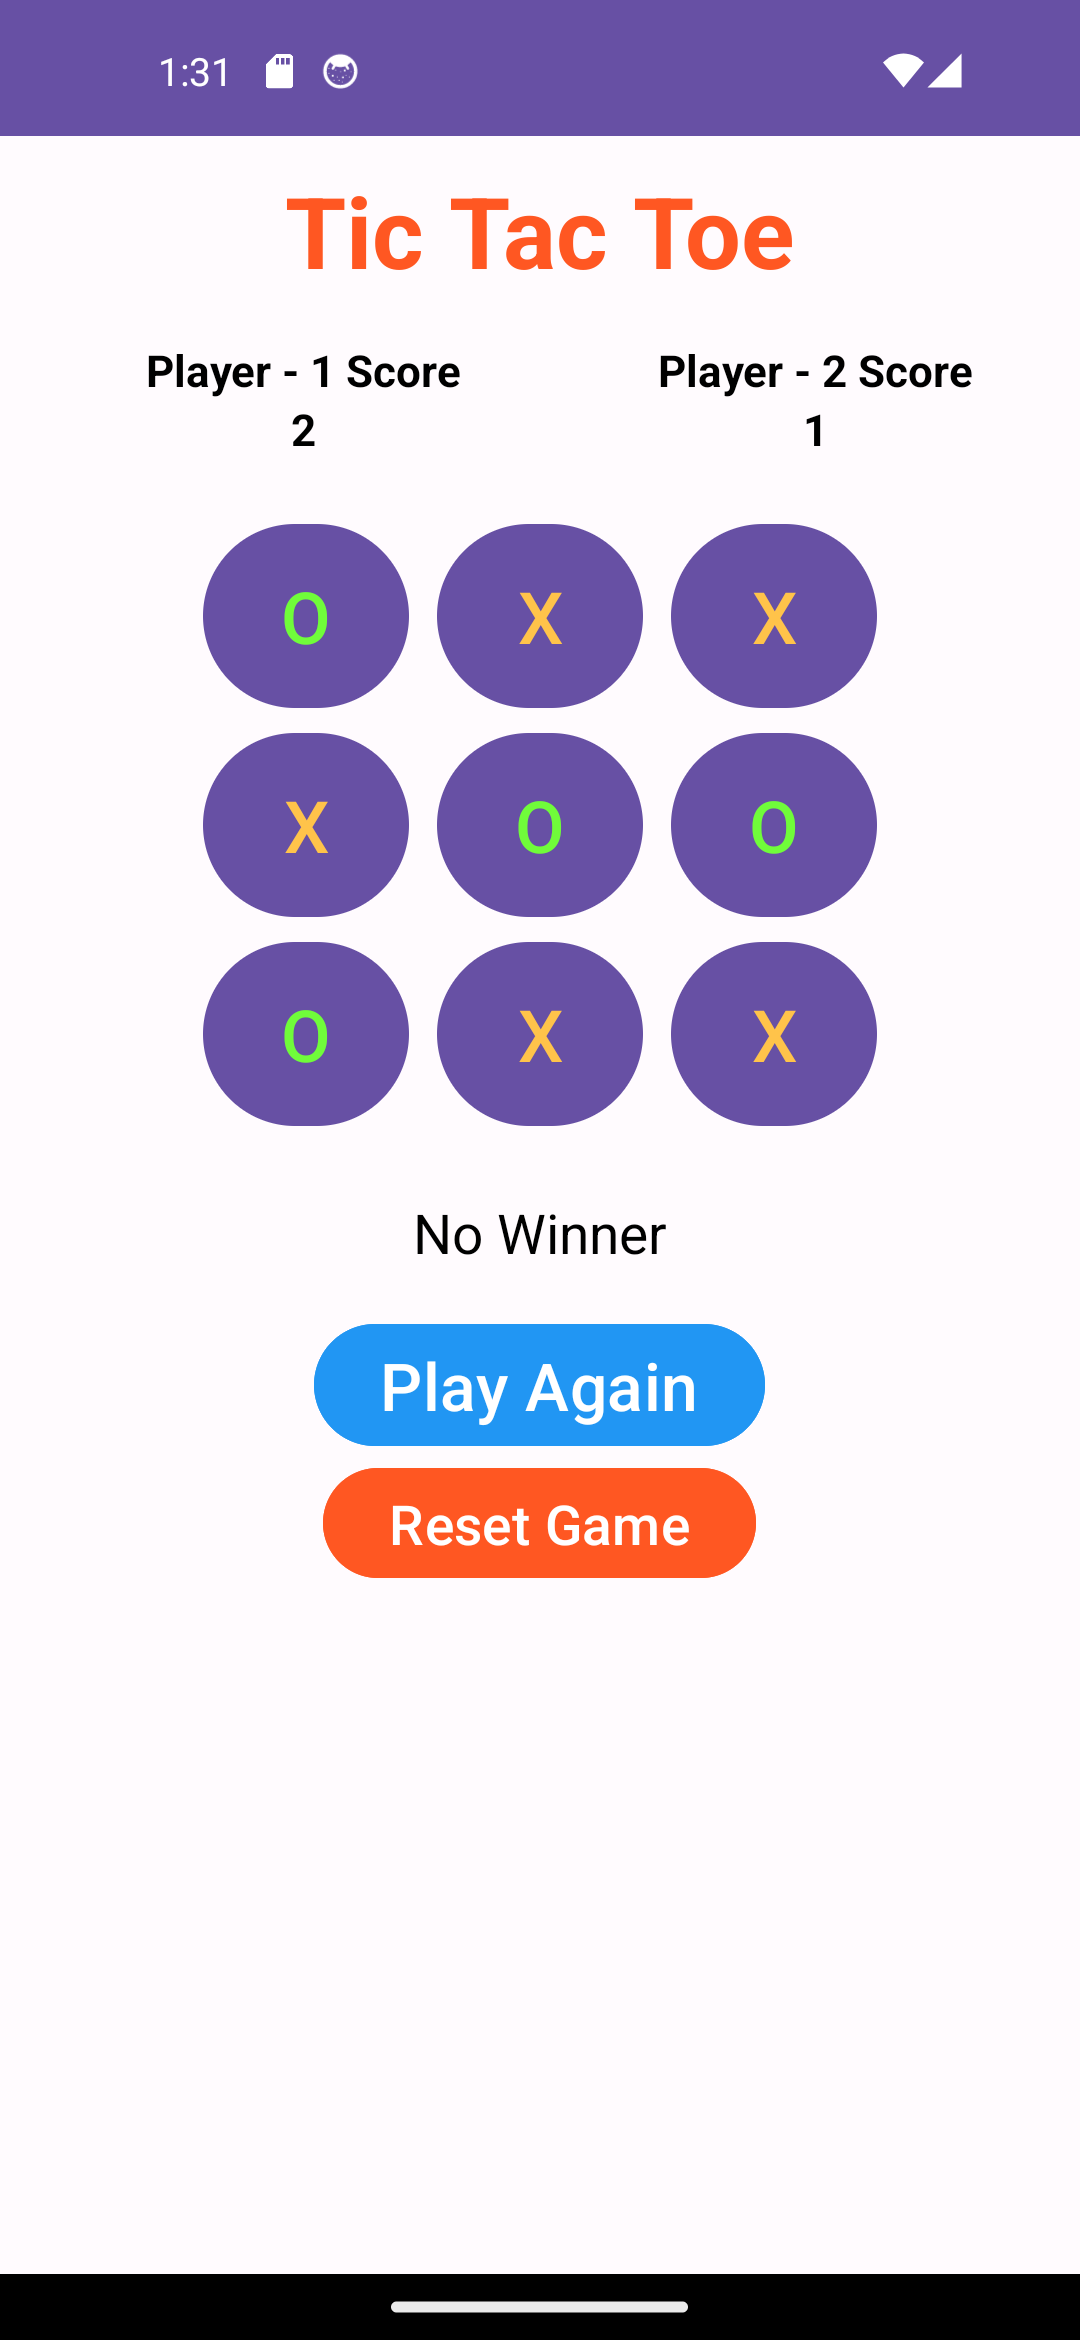 1:31
Tic Tac Toe
Player - 1 Score Player - 2 Score
2 1
O X X
X O O
O X X
No Winner
Play Again
Reset Game